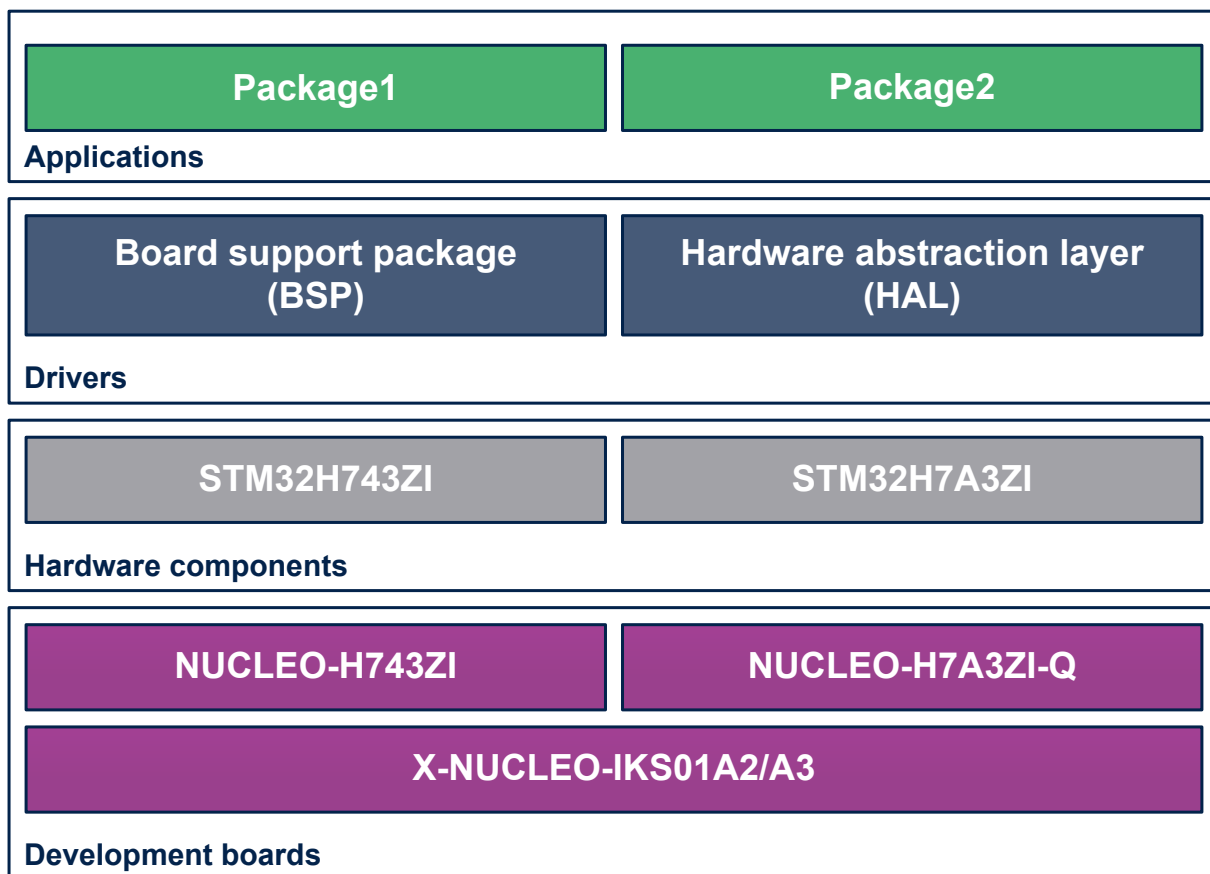 Package1
Package2
Applications
Board support package
(BSP)
Hardware abstraction layer
(HAL)
Drivers
STM32H743ZI
STM32H7A3ZI
Hardware components
NUCLEO-H743ZI
NUCLEO-H7A3ZI-Q
X-NUCLEO-IKS01A2/A3
Development boards